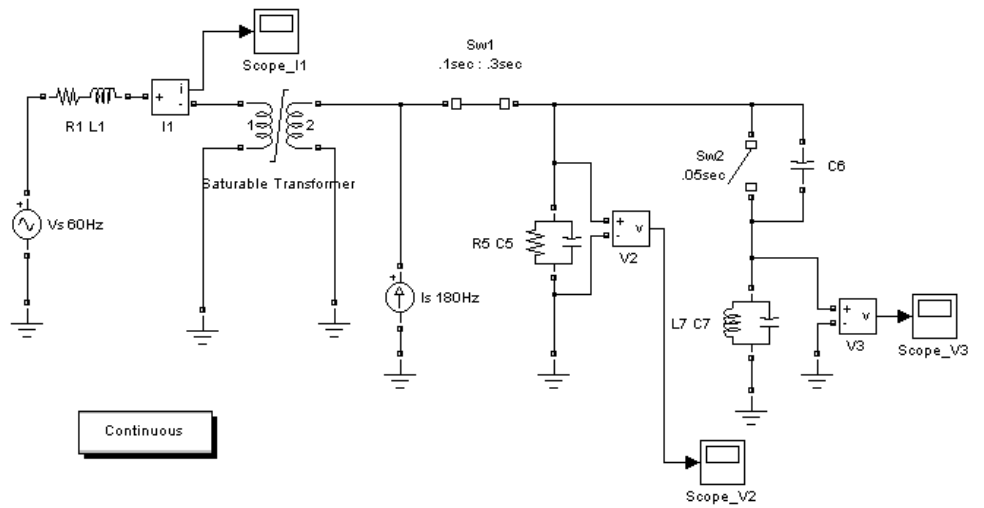 Scope_I1
Sw1
.1sec : .3sec
i
+
-
R1 L1
I1
1
2
Saturable Transformer
Sw2
.05sec
C6
+
Vs 60Hz
R5 C5
+
-
v
V2
+
Is 180Hz
L7 C7
+
-
v
V3
Scope_V3
Continuous
Scope_V2